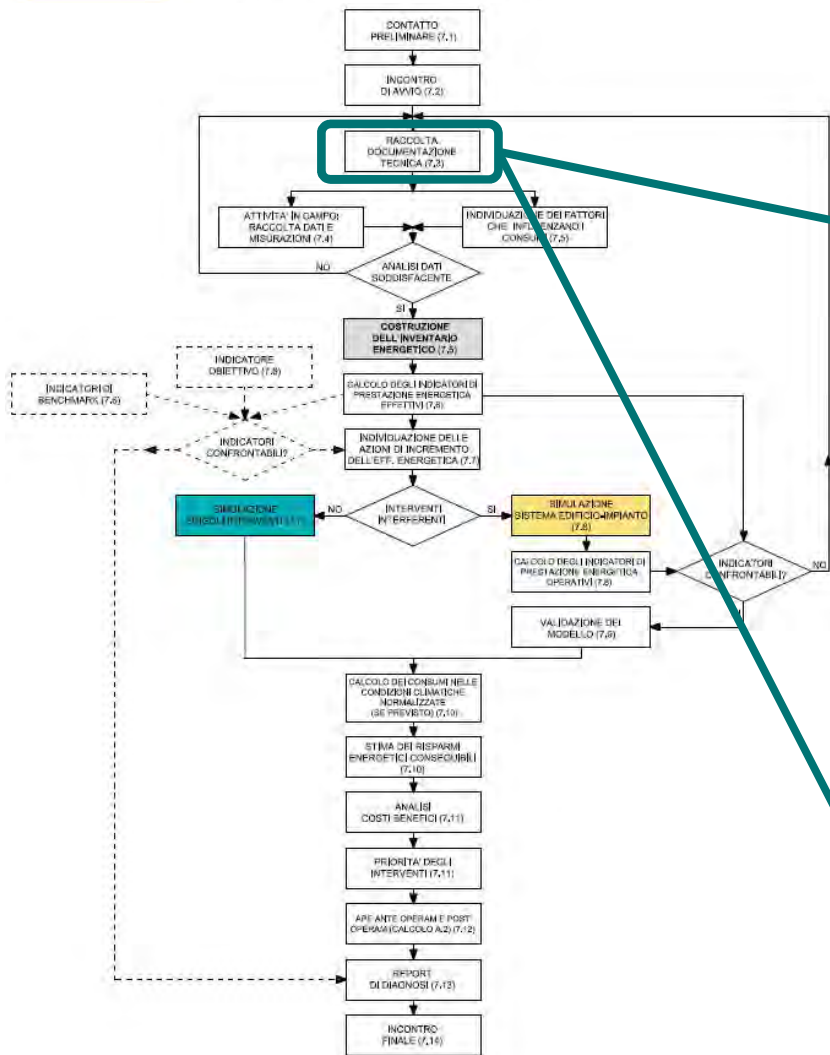 CONTATTO
PRELIMINARE (7.1)
INCONTRO
DI AVVIO (7.2)
RACCOLTA
DOCUMENTAZIONE
TECNICA (7.3)
ATTIVITA' IN CAMPO:
RACCOLTA DATI E
MISURAZIONI (7.4)
INDIVIDUAZIONE DEI FATTORI
CHE INFLUENZANO I
CONSUMI (7.5)
NO
ANALISI DATI
SODDISFACENTE
SI
COSTRUZIONE
DELL'INVENTARIO
ENERGETICO (7.5)
INDICATORE
OBIETTIVO (7.6)
INDICATORI DI
BENCHMARK (7.6)
CALCOLO DEGLI INDICATORI DI
PRESTAZIONE ENERGETICA
EFFETTIVI (7.6)
INDICATORI
CONFRONTABILI?
INDIVIDUAZIONE DELLE
AZIONI DI INCREMENTO
DELL'EFF. ENERGETICA (7.7)
SIMULAZIONE
SINGOLI INTERVENTI
NO
INTERVENTI
INTERFERENTI
SI
SIMULAZIONE
SISTEMA EDIFICIO-IMPIANTO
(7.8)
CALCOLO DEGLI INDICATORI DI
PRESTAZIONE ENERGETICA
OPERATIVI (7.8)
INDICATORI
CONFRONTABILI?
NO
VALIDAZIONE DEL
MODELLO (7.9)
CALCOLO DEI CONSUMI NELLE
CONDIZIONI CLIMATICHE
NORMALIZZATE
(SE PREVISTO) (7.10)
STIMA DEI RISPARMI
ENERGETICI CONSEGUIBILI
(7.10)
ANALISI
COSTI BENEFICI (7.11)
PRIORITA' DEGLI
INTERVENTI (7.11)
APE ANTE OPERAM E POST
OPERAM (CALCOLO A.2) (7.12)
REPORT
DI DIAGNOSI (7.13)
INCONTRO
FINALE (7.14)